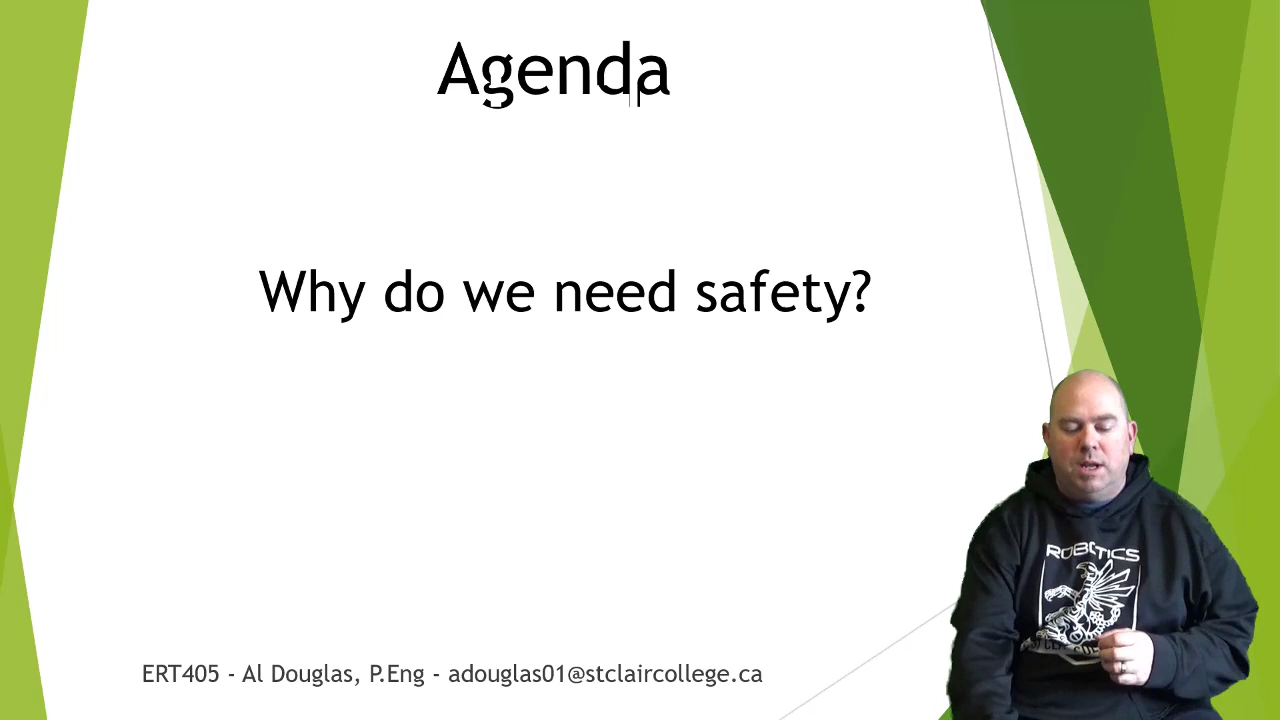 Agenda
Why do we need safety?
ROBOTICS
ERT405 - Al Douglas, P.Eng - adouglas01@stclaircollege.ca